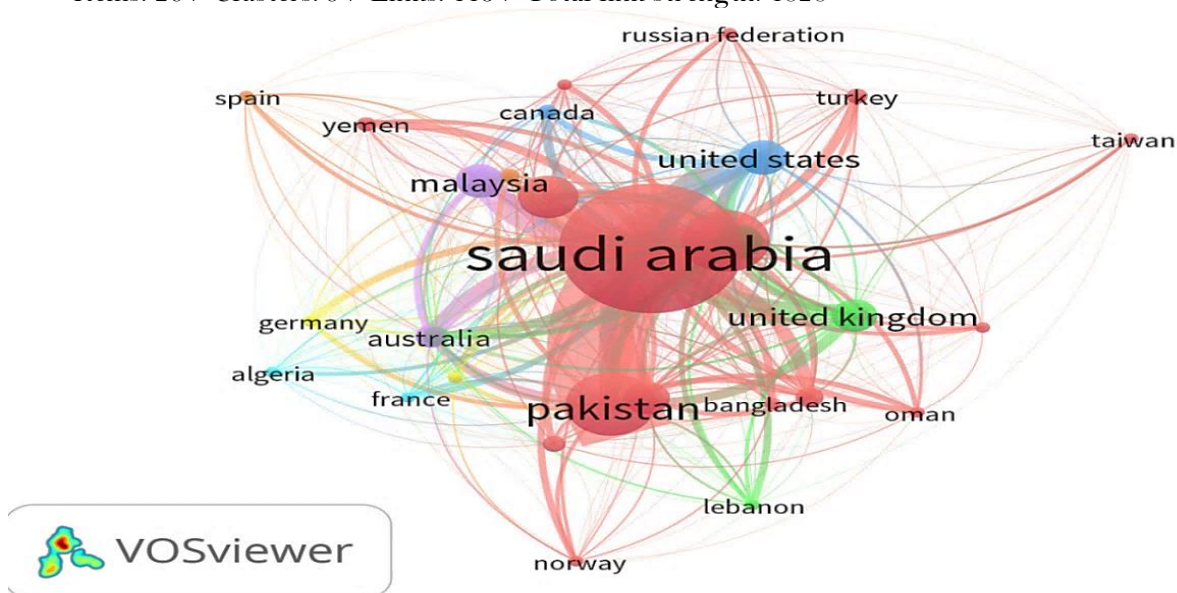 russian federation
spain
turkey
canada
yemen
taiwan
united states
malaysia
saudi arabia
united kingdom
germany
australia
algeria
france
pakistan
bangladesh
oman
lebanon
VOSviewer
norway